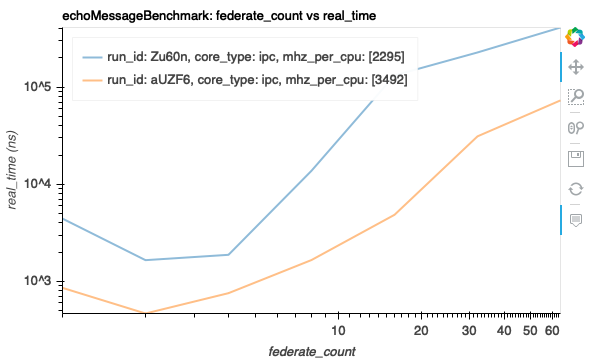 echoMessageBenchmark: federate_count vs real_time
run_id: Zu60n, core_type: ipc, mhz_per_cpu: [2295]
run_id: aUZF6, core_type: ipc, mhz_per_cpu: [3492]
real_time (ns)
10^5
10^4
10^3
10 20 30 40 50 60
federate_count